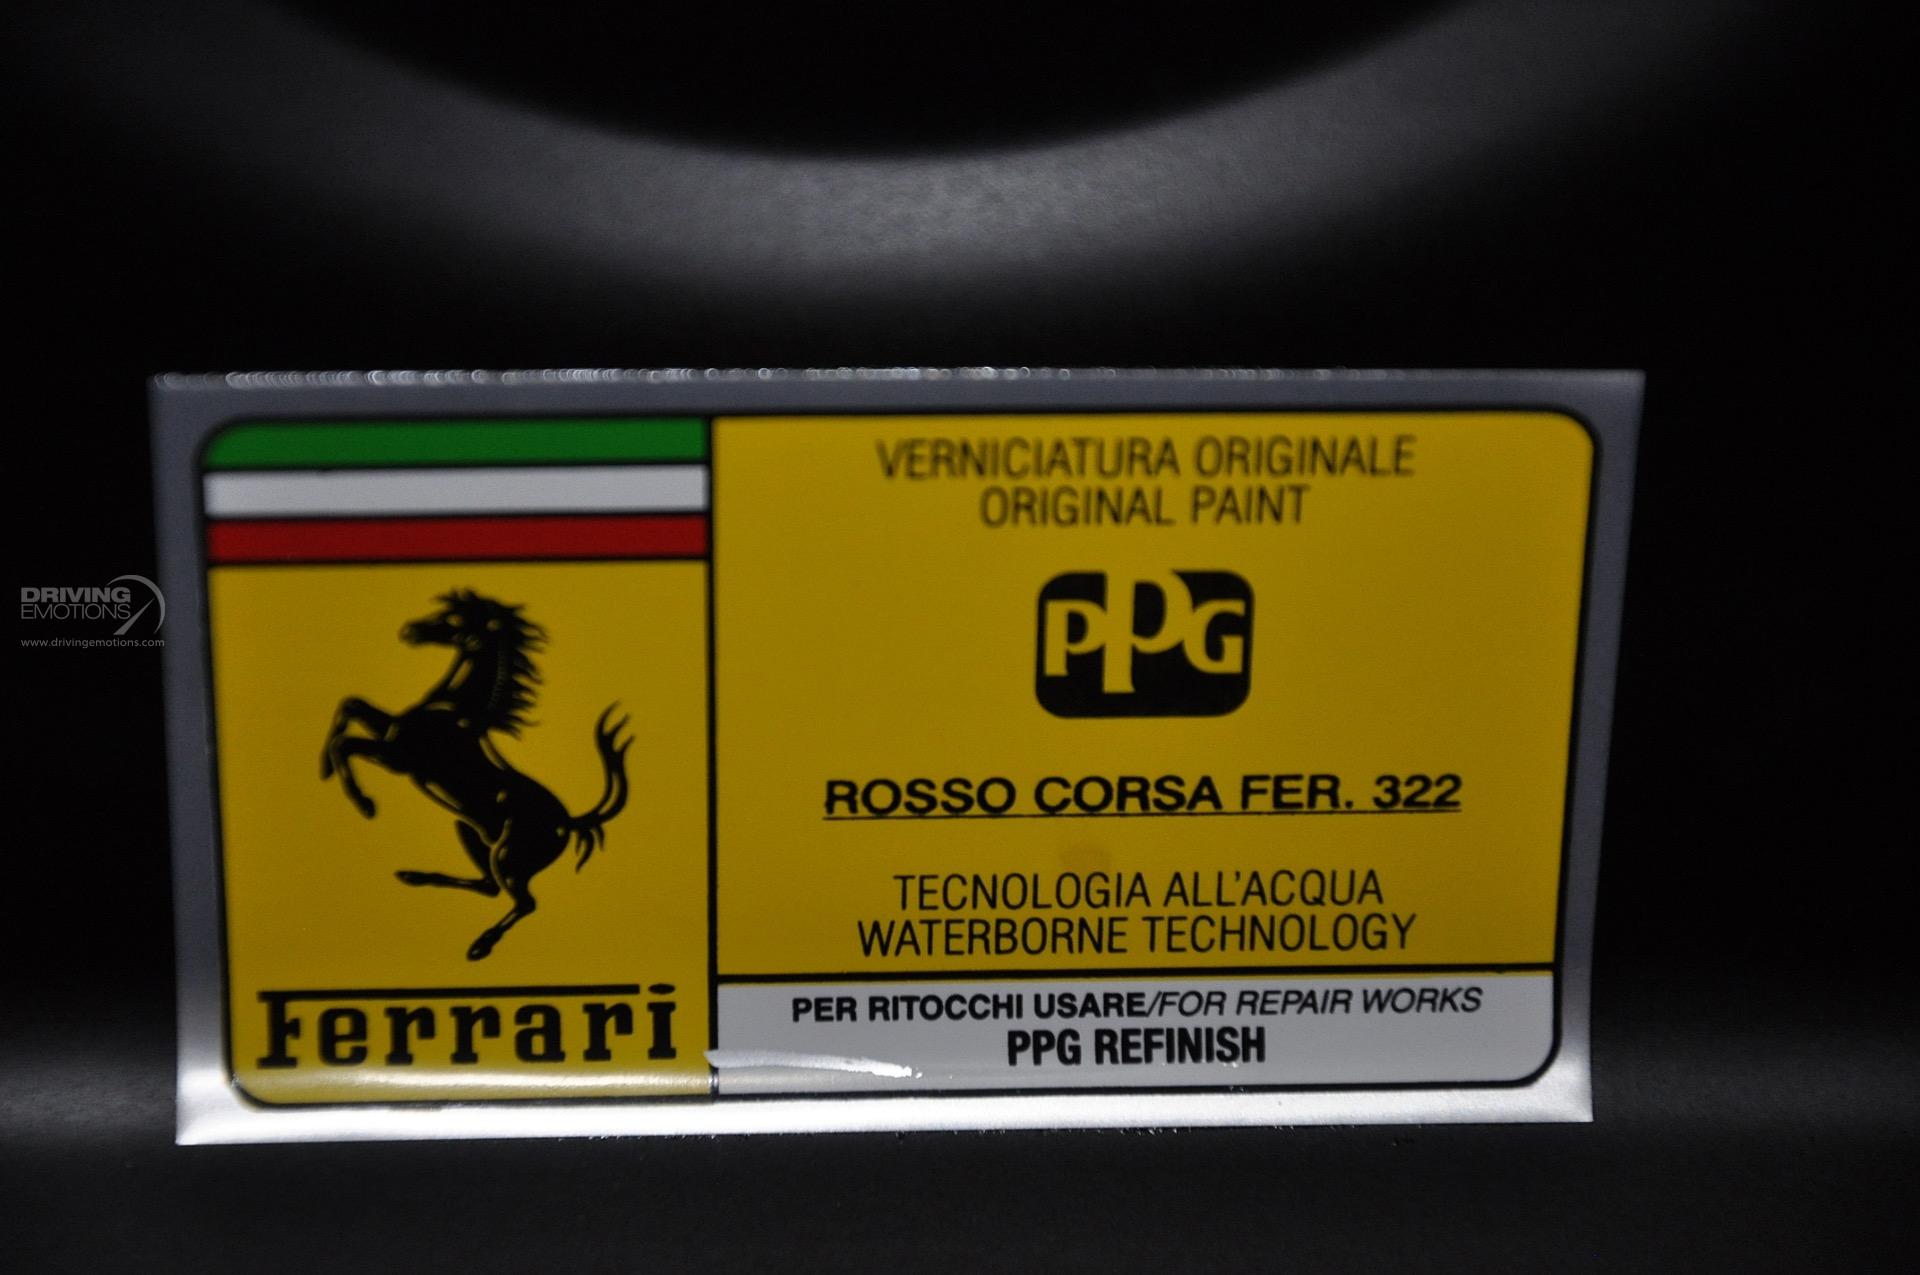 VERNICIATURA ORIGINALE
ORIGINAL PAINT
PPG
ROSSO CORSA FER. 322
TECNOLOGIA ALL'ACQUA
WATERBORNE TECHNOLOGY
PER RITOCCHI USARE/FOR REPAIR WORKS
PPG REFINISH
Ferrari
DRIVING
EMOTIONS
www.drivingemotions.com